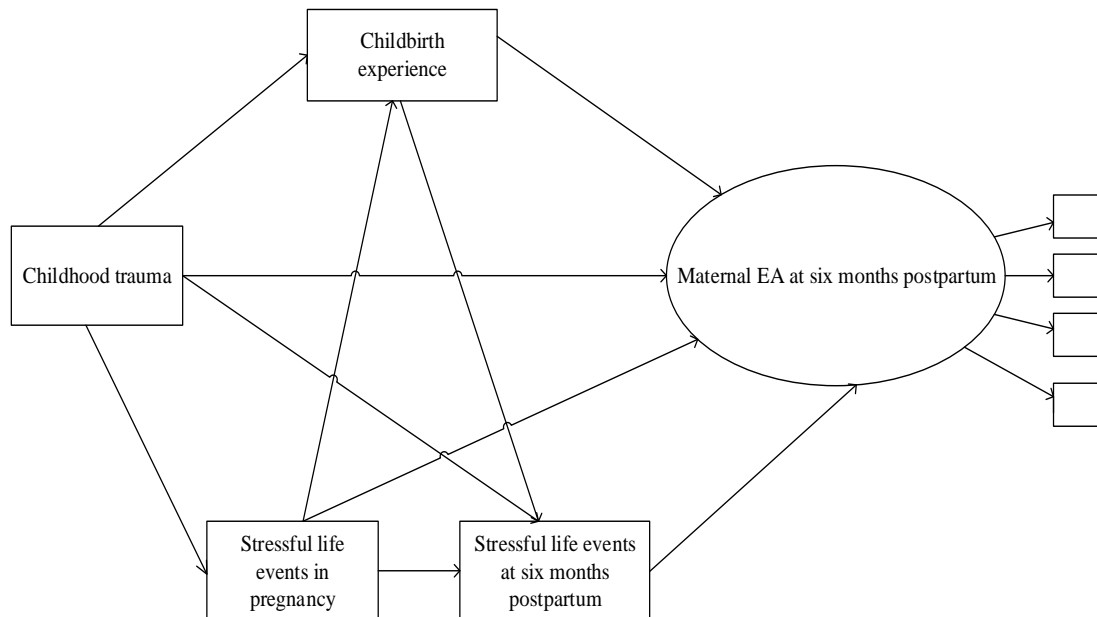 Childbirth
experience
Childhood trauma
Maternal EA at six months postpartum
Stressful life
events in
pregnancy
Stressful life events
at six months
postpartum